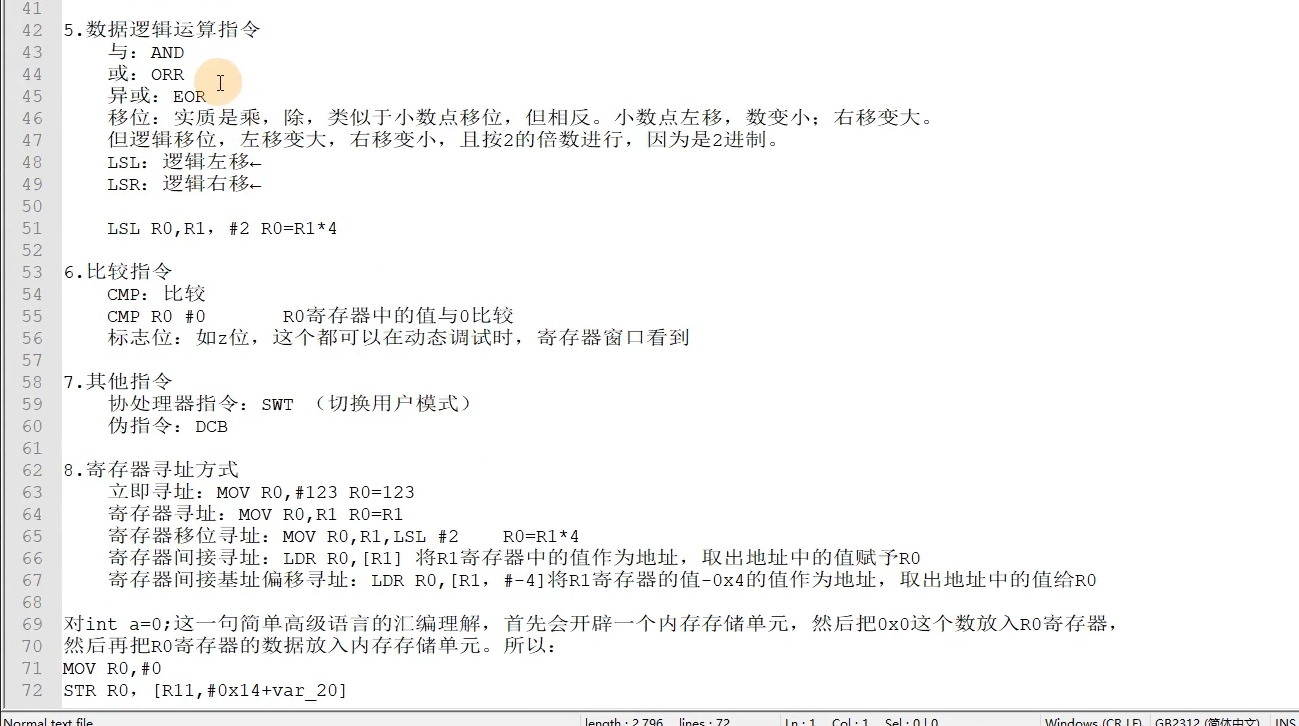 41
42 5.数据逻辑运算指令
43 与：AND
44 或：ORR
45 异或：EOR
46 移位：实质是乘，除，类似于小数点移位，但相反。小数点左移，数变小；右移变大。
47 但逻辑移位，左移变大，右移变小，且按2的倍数进行，因为是2进制。
48 LSL：逻辑左移←
49 LSR：逻辑右移←
50
51 LSL R0,R1，#2 R0=R1*4
52
53 6.比较指令
54 CMP：比较
55 CMP R0 #0 R0寄存器中的值与0比较
56 标志位：如z位，这个都可以在动态调试时，寄存器窗口看到
57
58 7.其他指令
59 协处理器指令：SWT （切换用户模式）
60 伪指令：DCB
61
62 8.寄存器寻址方式
63 立即寻址：MOV R0,#123 R0=123
64 寄存器寻址：MOV R0,R1 R0=R1
65 寄存器移位寻址：MOV R0,R1,LSL #2 R0=R1*4
66 寄存器间接寻址：LDR R0,[R1] 将R1寄存器中的值作为地址，取出地址中的值赋予R0
67 寄存器间接基址偏移寻址：LDR R0,[R1，#-4]将R1寄存器的值-0x4的值作为地址，取出地址中的值给R0
68
69 对int a=0;这一句简单高级语言的汇编理解，首先会开辟一个内存存储单元，然后把0x0这个数放入R0寄存器，
70 然后再把R0寄存器的数据放入内存存储单元。所以：
71 MOV R0,#0
72 STR R0，[R11,#0x14+var_20]
Normal text file length : 2,796 lines : 72 Ln : 1 Col : 1 Sel : 0 | 0 Windows (CR LF) GB2312 (简体中文) INS